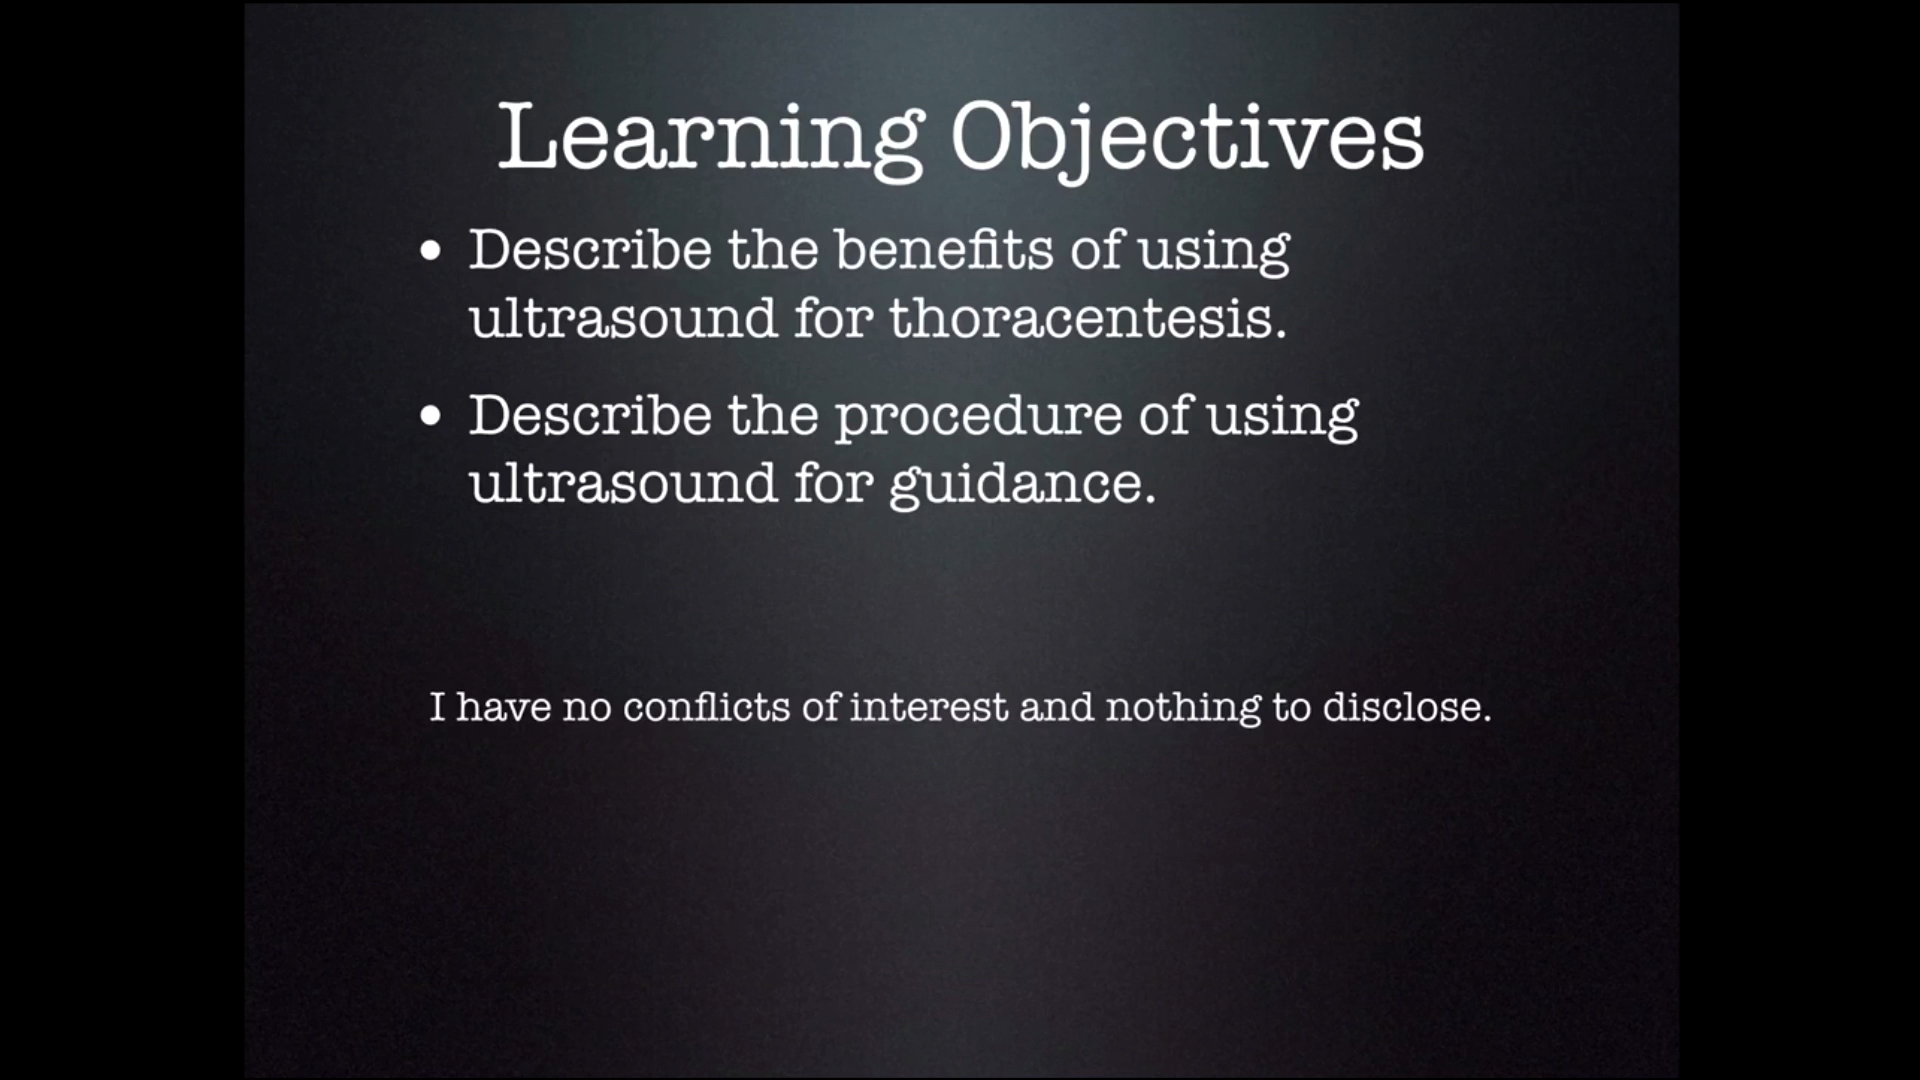 Learning Objectives
• Describe the benefits of using
ultrasound for thoracentesis.
• Describe the procedure of using
ultrasound for guidance.
I have no conflicts of interest and nothing to disclose.